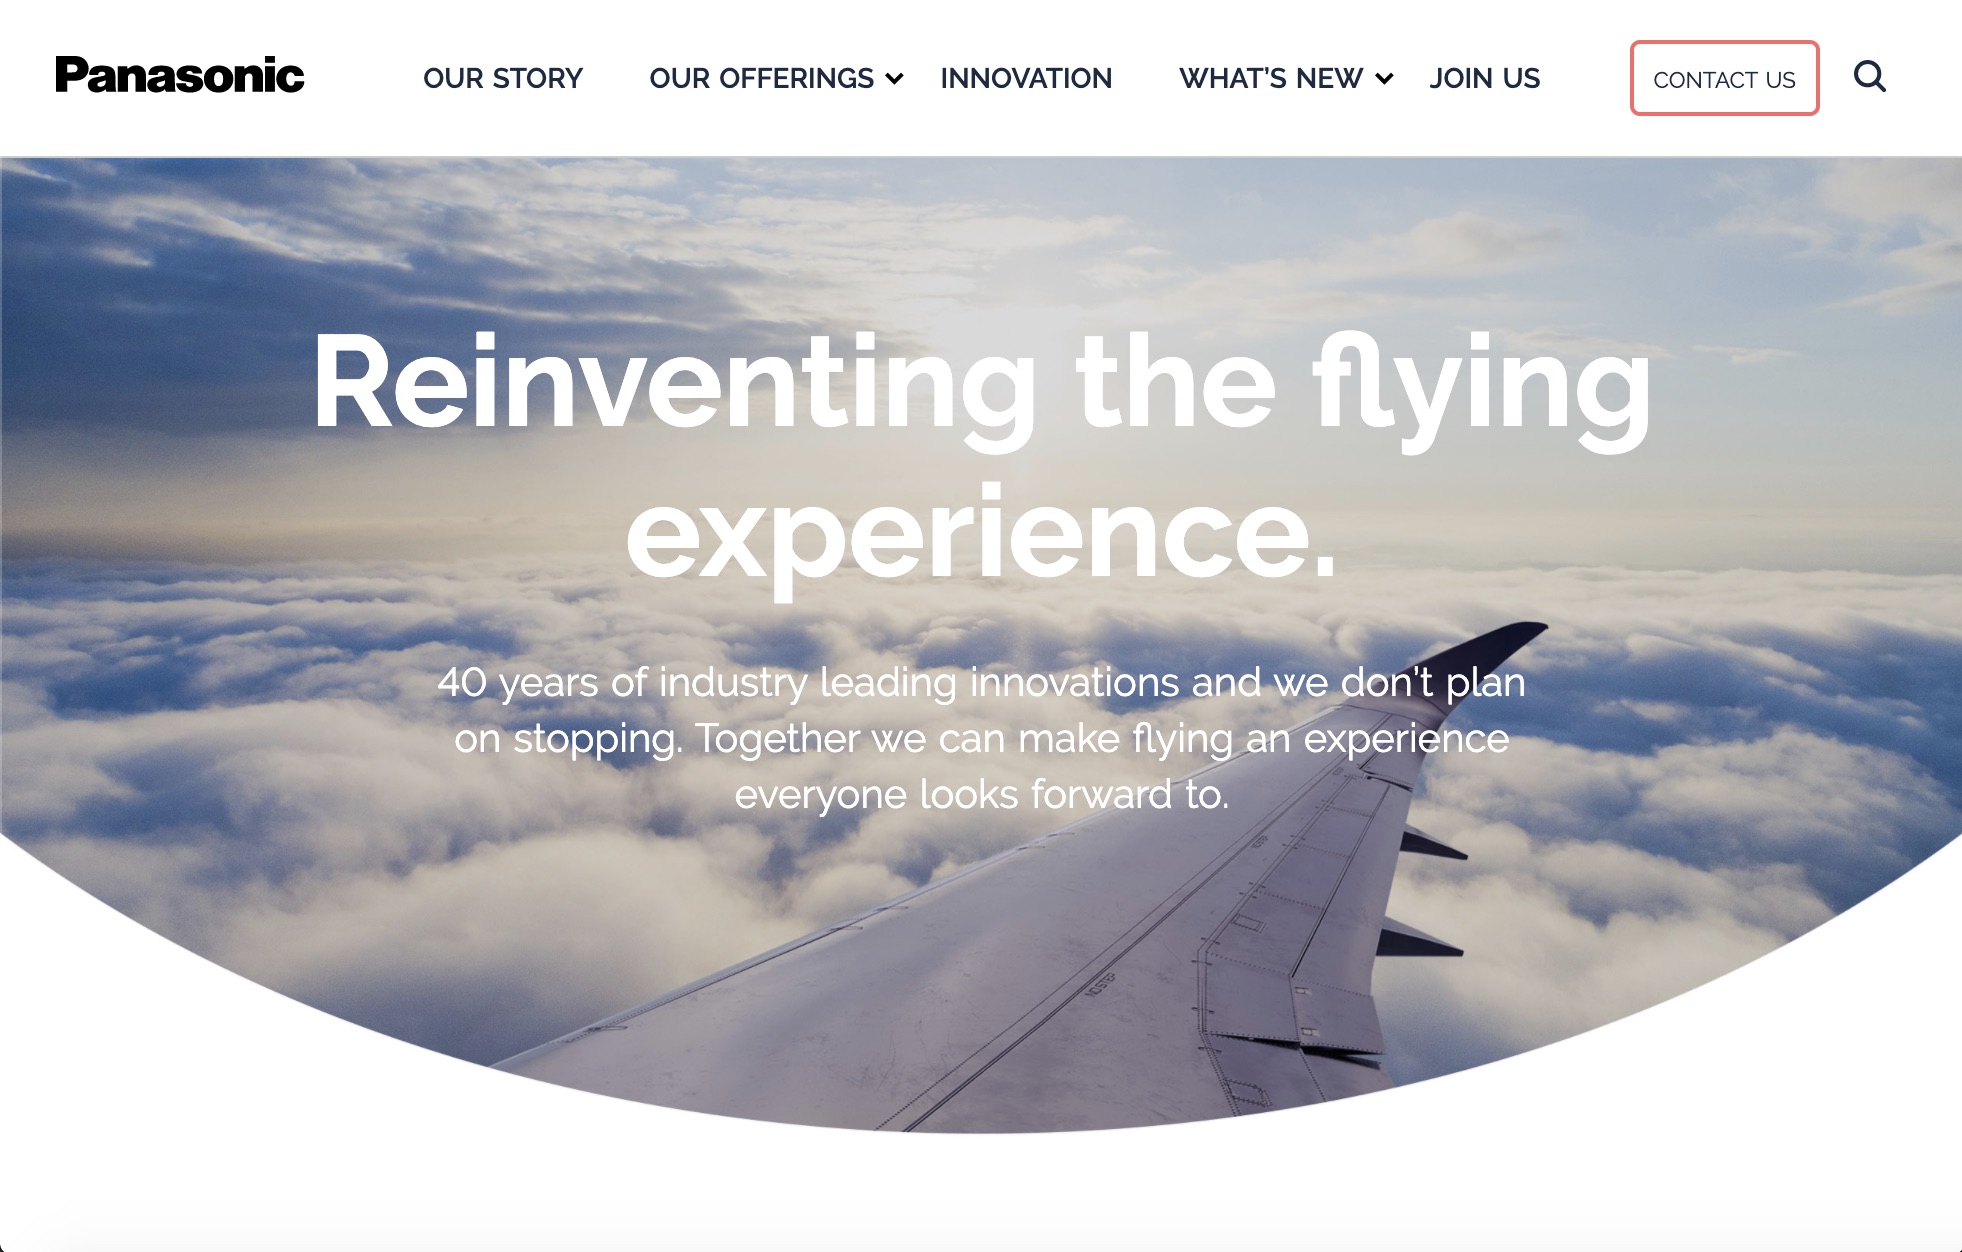 Panasonic
OUR STORY
OUR OFFERINGS
INNOVATION
WHAT'S NEW
JOIN US
CONTACT US
Reinventing the flying
experience.
40 years of industry leading innovations and we don't plan
on stopping. Together we can make flying an experience
everyone looks forward to.
NO STEP